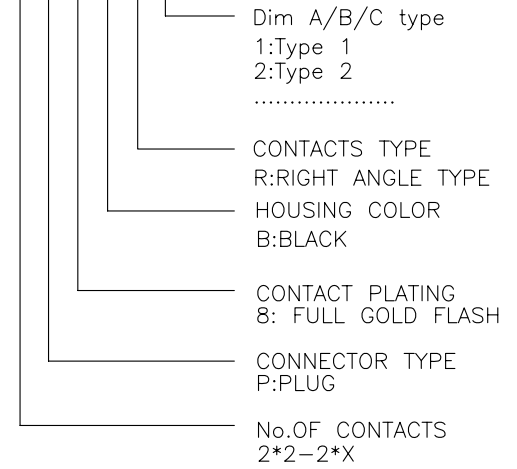 Dim A/B/C type
1:Type 1
2:Type 2
....................
CONTACTS TYPE
R:RIGHT ANGLE TYPE
HOUSING COLOR
B:BLACK
CONTACT PLATING
8: FULL GOLD FLASH
CONNECTOR TYPE
P:PLUG
No.OF CONTACTS
2*2-2*X